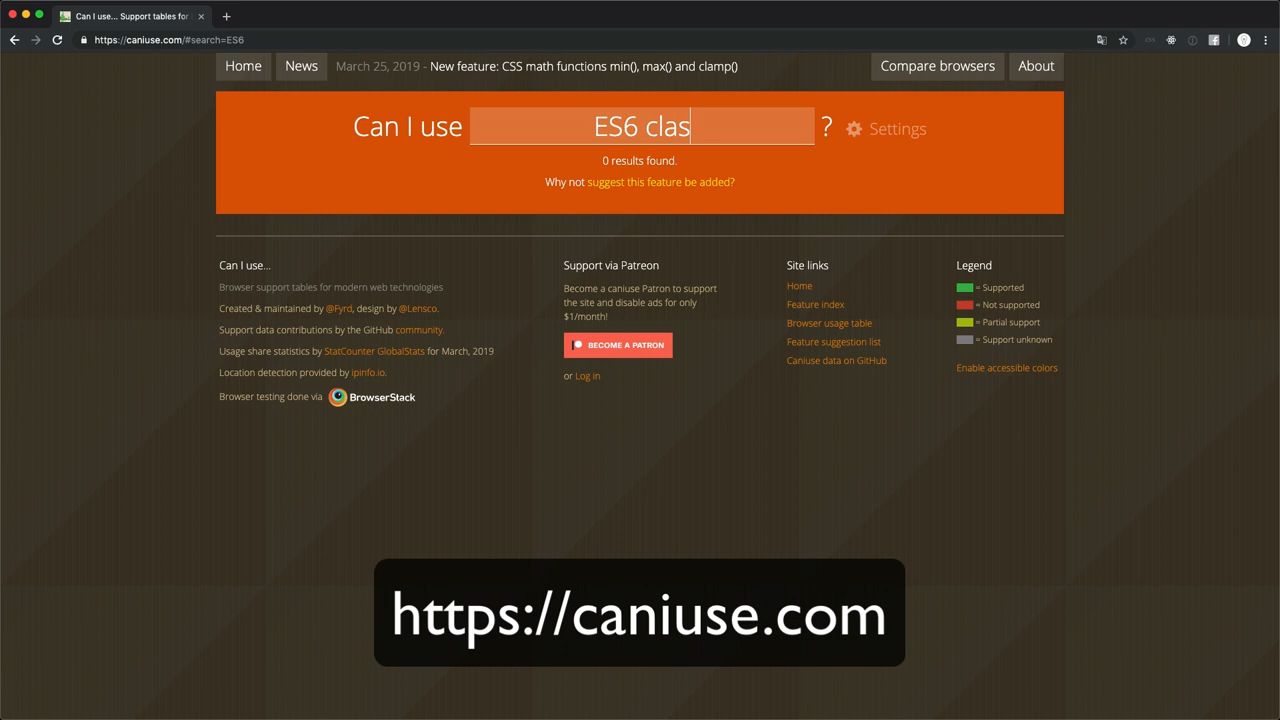 Can I use... Support tables for
https://caniuse.com/#search=ES6
Home
News
March 25, 2019 - New feature: CSS math functions min(), max() and clamp()
Compare browsers
About
Can I use ES6 clas ?
Settings
0 results found.
Why not suggest this feature be added?
Can I use...
Browser support tables for modern web technologies
Created & maintained by @Fyrd, design by @Lensco.
Support data contributions by the GitHub community.
Usage share statistics by StatCounter GlobalStats for March, 2019
Location detection provided by ipinfo.io.
Browser testing done via BrowserStack
Support via Patreon
Become a caniuse Patron to support
the site and disable ads for only
$1/month!
BECOME A PATRON
or Log in
Site links
Home
Feature index
Browser usage table
Feature suggestion list
Caniuse data on GitHub
Legend
= Supported
= Not supported
= Partial support
= Support unknown
Enable accessible colors
https://caniuse.com